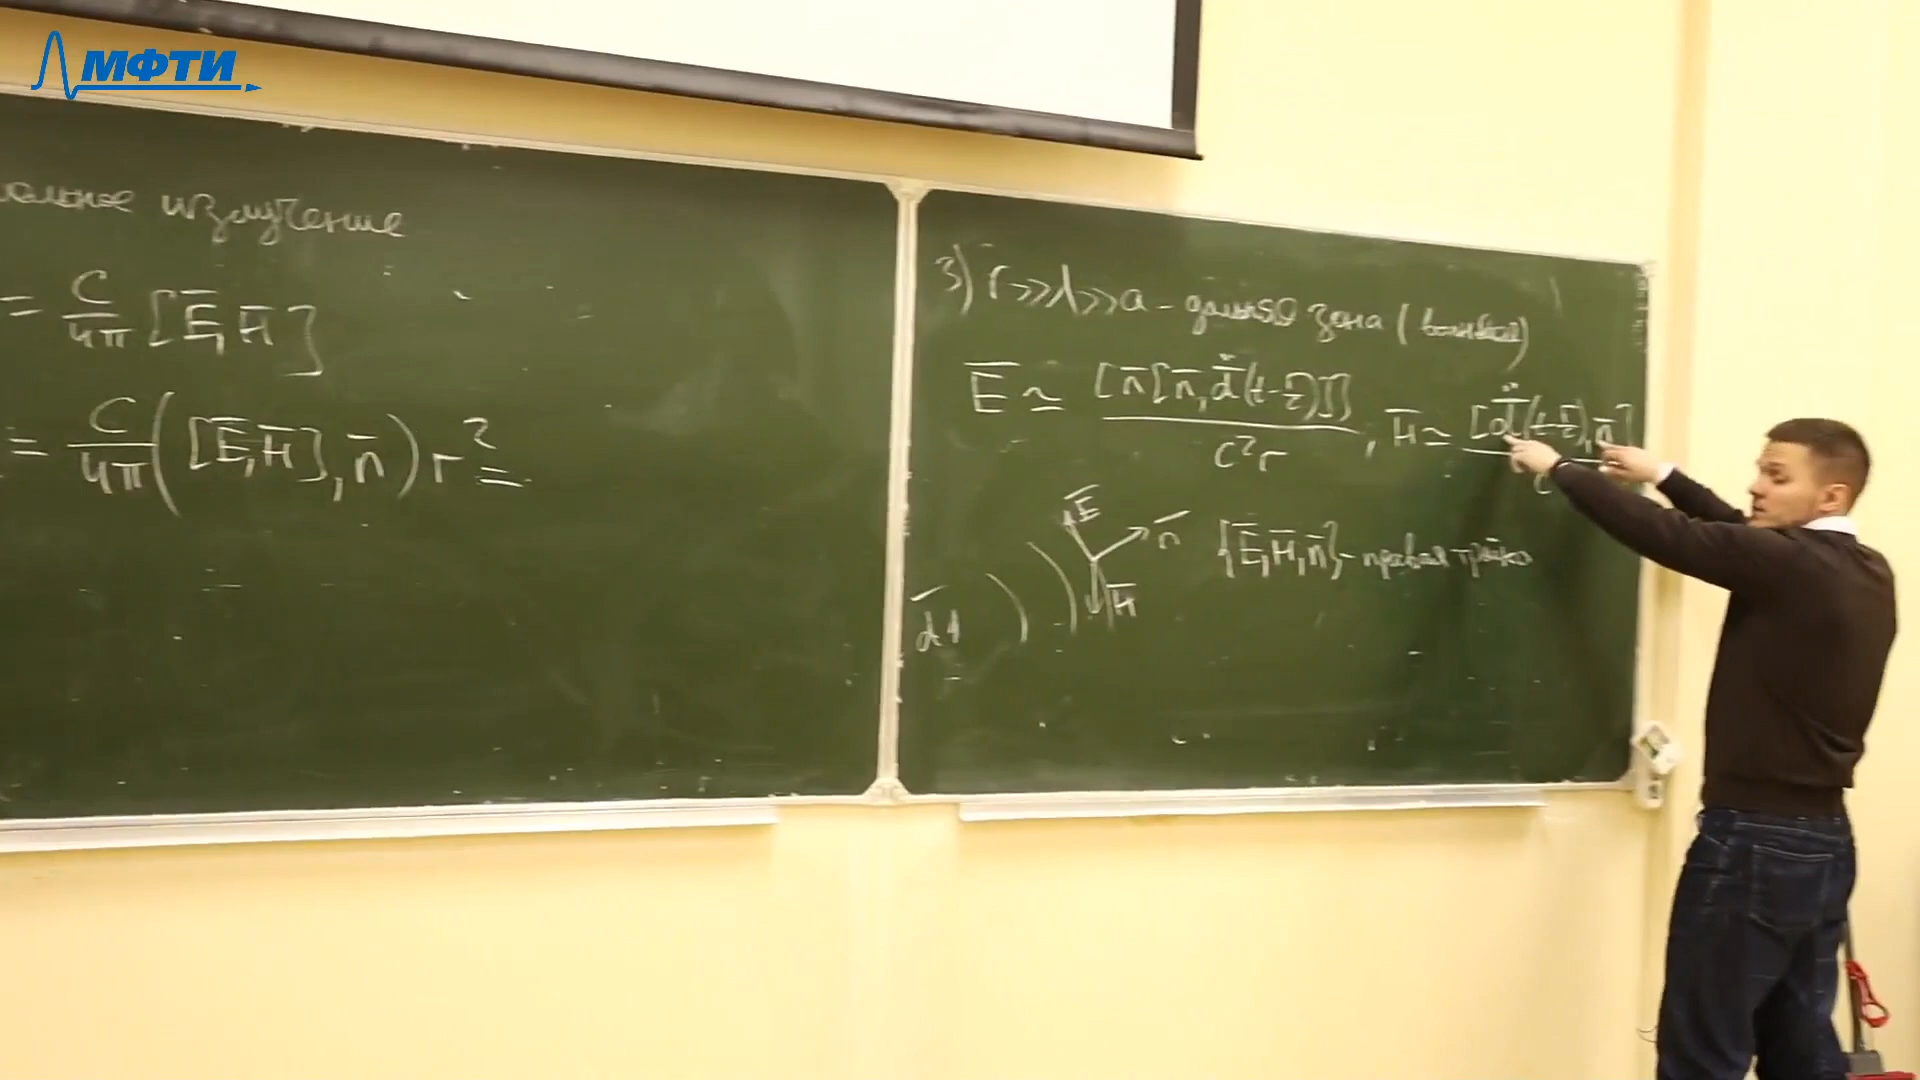 МФТИ
излучение
= c/4π [Ē, H̄]
= c/4π ([Ē, H̄], n̄) r² =
3) r >> λ >> a - дальняя зона (волновая)
Ē ≃ [n̄[n̄, d̄̈(t-r/c)]] / c²r , H̄ ≃ [d̄̈(t-r/c), n̄]
Ē
n̄
{Ē, H̄, n̄} - правая тройка
H̄
d̄